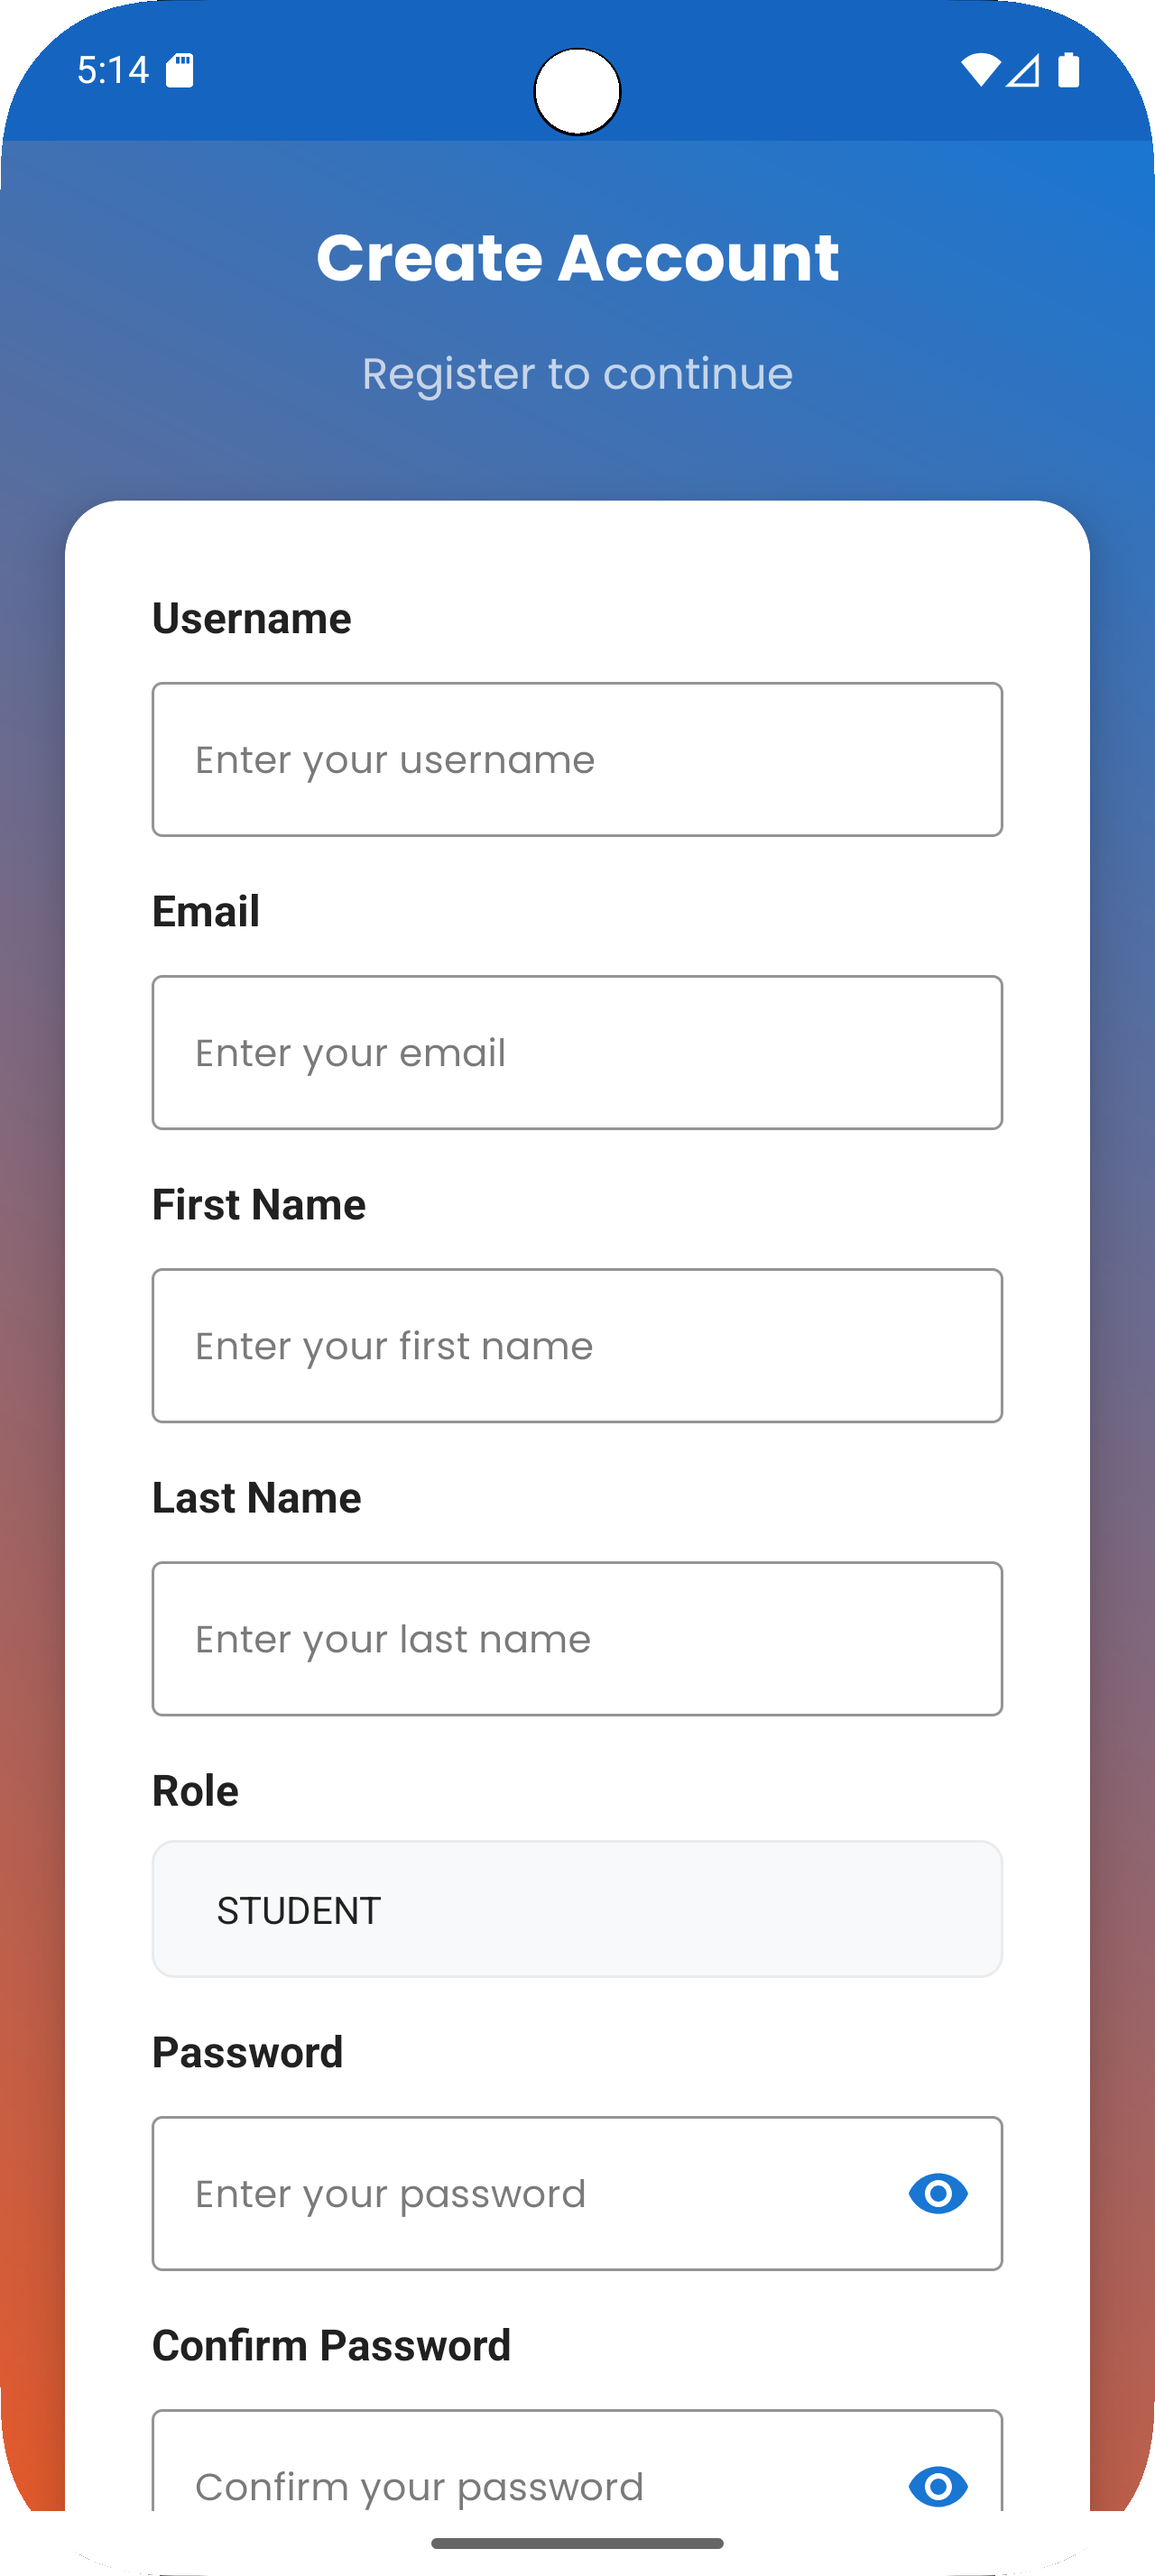 5:14
Create Account
Register to continue
Username
Enter your username
Email
Enter your email
First Name
Enter your first name
Last Name
Enter your last name
Role
STUDENT
Password
Enter your password
Confirm Password
Confirm your password